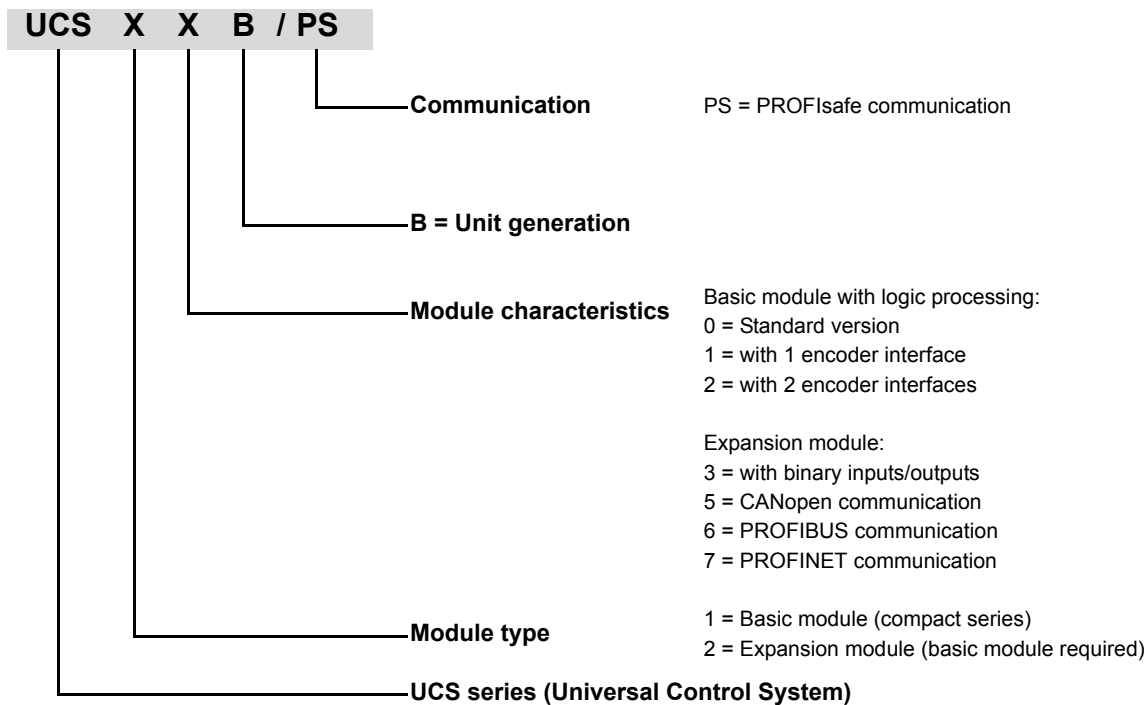 UCS X X B / PS
Communication PS = PROFIsafe communication
B = Unit generation
Module characteristics Basic module with logic processing:
0 = Standard version
1 = with 1 encoder interface
2 = with 2 encoder interfaces
Expansion module:
3 = with binary inputs/outputs
5 = CANopen communication
6 = PROFIBUS communication
7 = PROFINET communication
Module type 1 = Basic module (compact series)
2 = Expansion module (basic module required)
UCS series (Universal Control System)